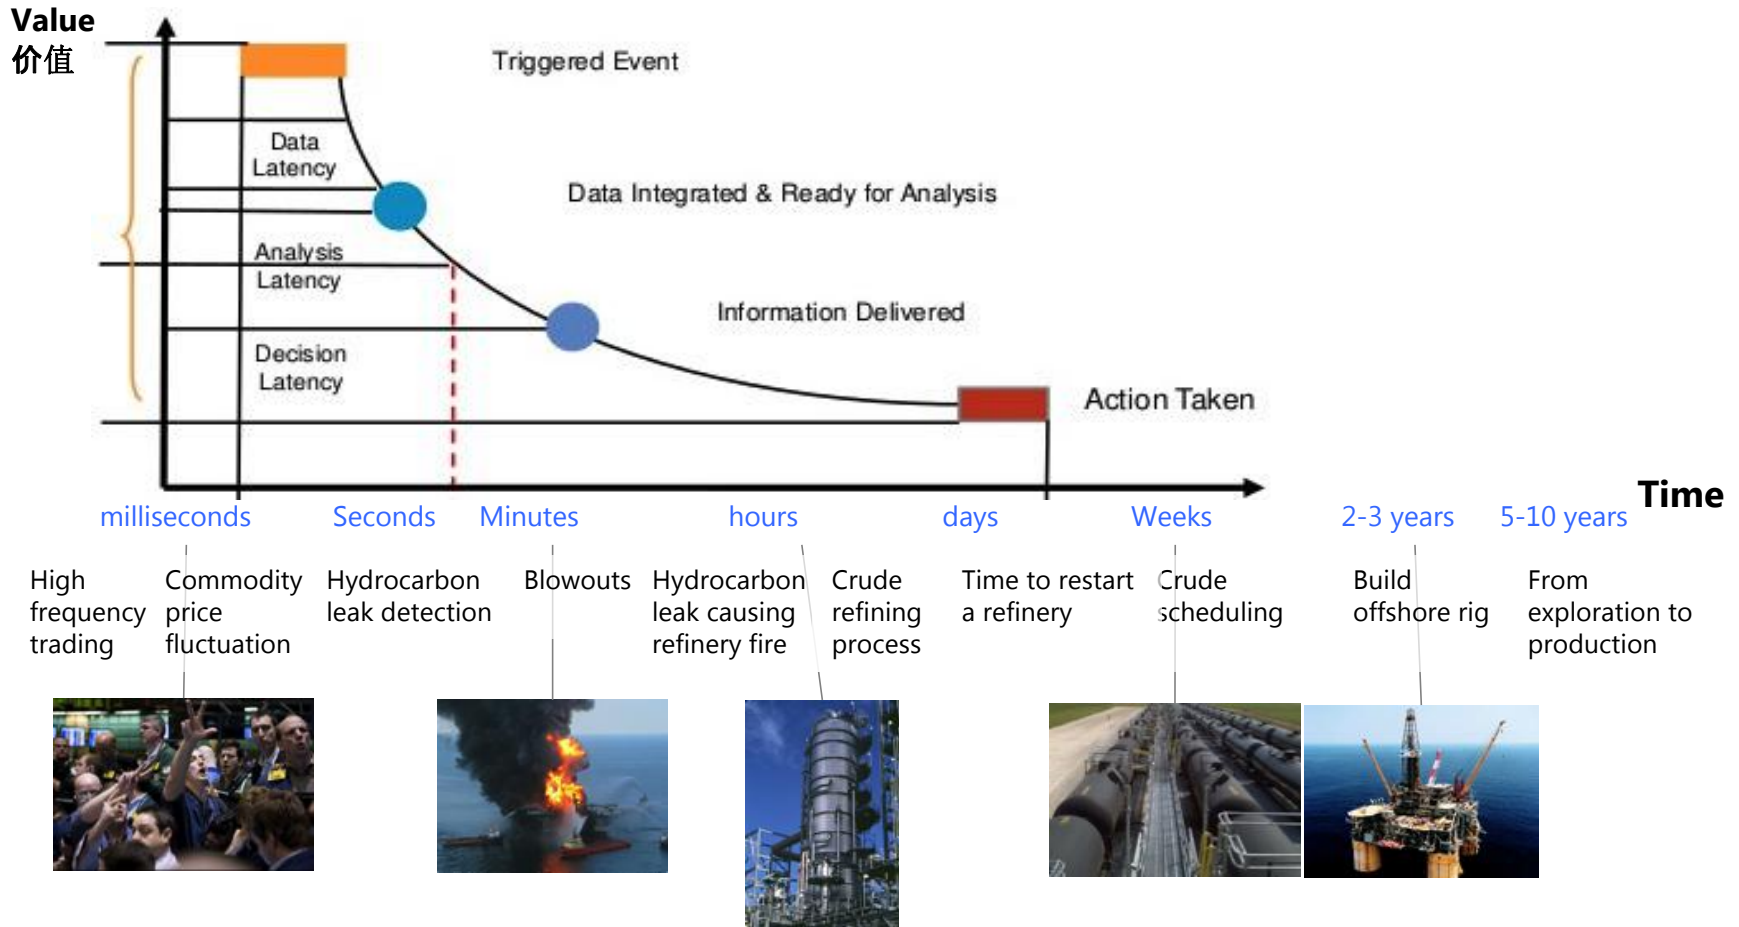 Value
价值
Triggered Event
Data
Latency
Data Integrated & Ready for Analysis
Analysis
Latency
Information Delivered
Decision
Latency
Action Taken
Time
milliseconds
Seconds
Minutes
hours
days
Weeks
2-3 years
5-10 years
High
frequency
trading
Commodity
price
fluctuation
Hydrocarbon
leak detection
Blowouts
Hydrocarbon
leak causing
refinery fire
Crude
refining
process
Time to restart
a refinery
Crude
scheduling
Build
offshore rig
From
exploration to
production